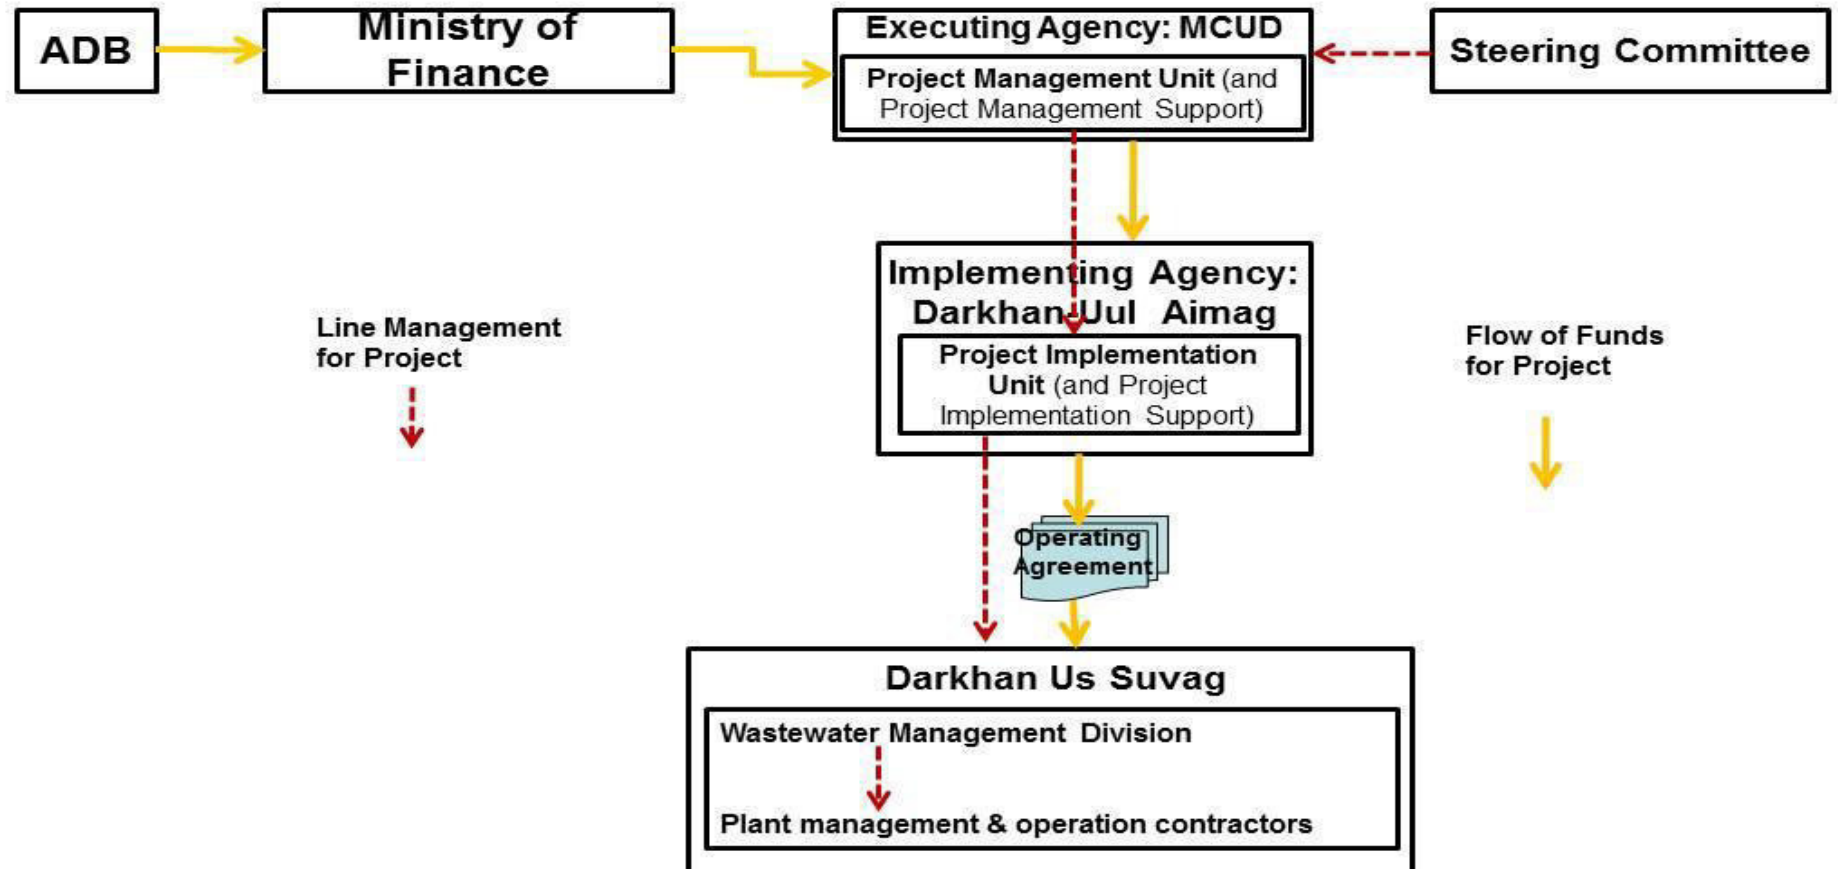 ADB
Ministry of
Finance
Executing Agency: MCUD
Project Management Unit (and
Project Management Support)
Steering Committee
Implementing Agency:
Darkhan-Uul Aimag
Project Implementation
Unit (and Project
Implementation Support)
Line Management
for Project
Flow of Funds
for Project
Operating
Agreement
Darkhan Us Suvag
Wastewater Management Division
Plant management & operation contractors